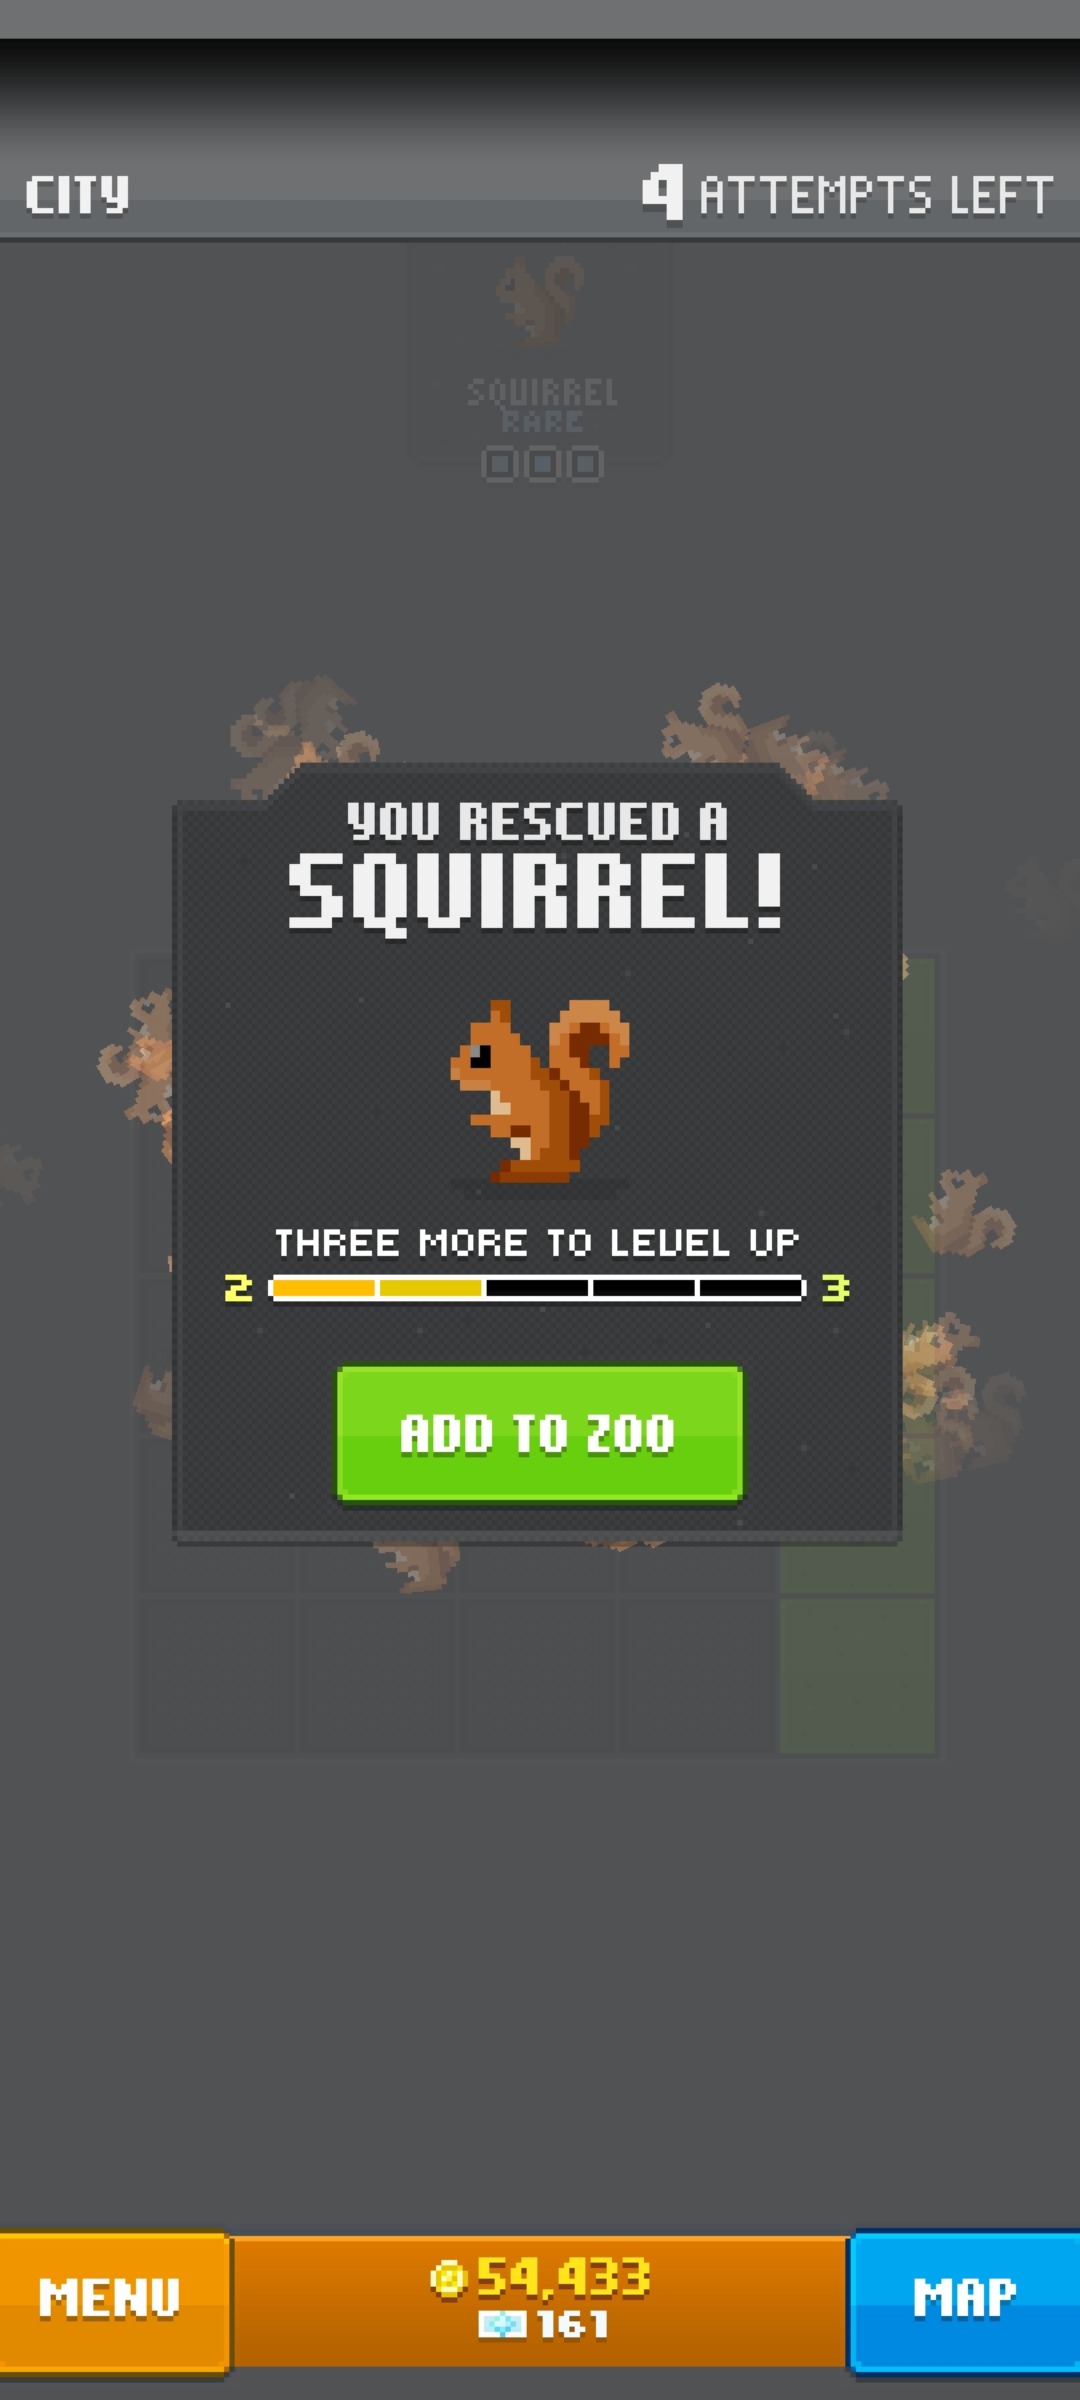 CITY
4 ATTEMPTS LEFT
SQUIRREL
RARE
YOU RESCUED A
SQUIRREL!
THREE MORE TO LEVEL UP
2 3
ADD TO ZOO
MENU
54,433
161
MAP